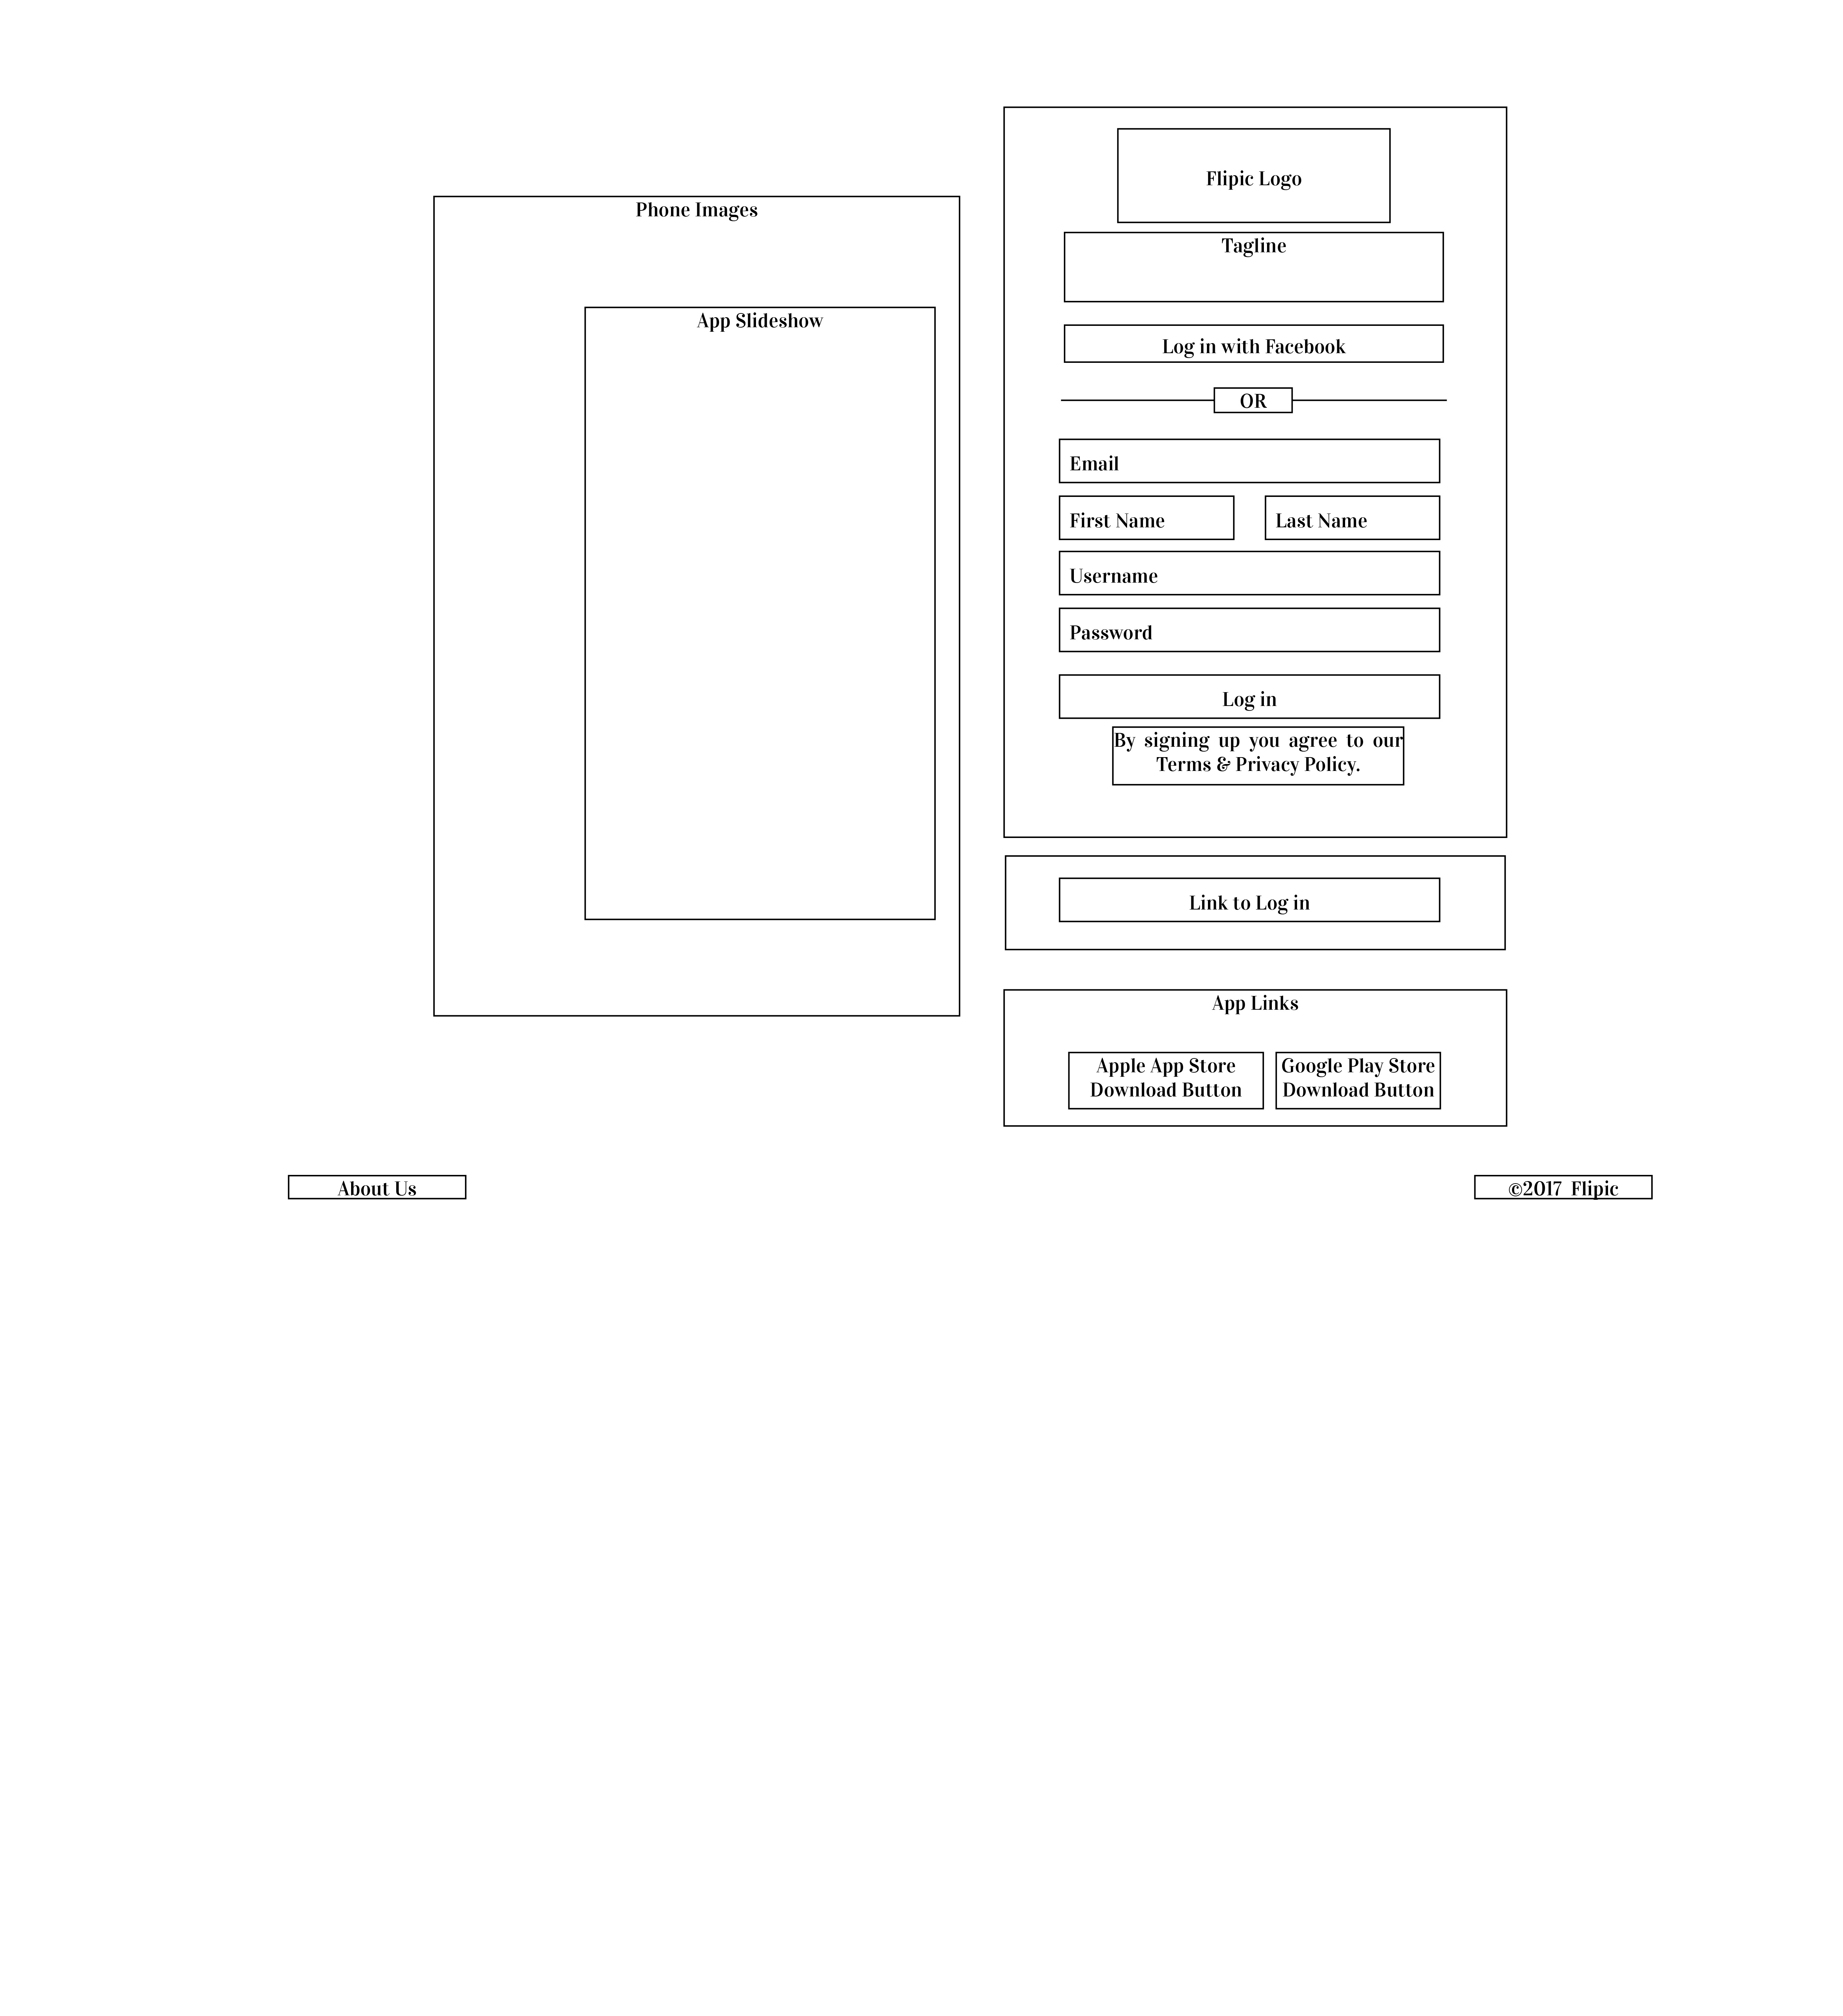 Phone Images
App Slideshow
Flipic Logo
Tagline
Log in with Facebook
OR
Email
First Name
Last Name
Username
Password
Log in
By signing up you agree to our
Terms & Privacy Policy.
Link to Log in
App Links
Apple App Store
Download Button
Google Play Store
Download Button
About Us
©2017 Flipic